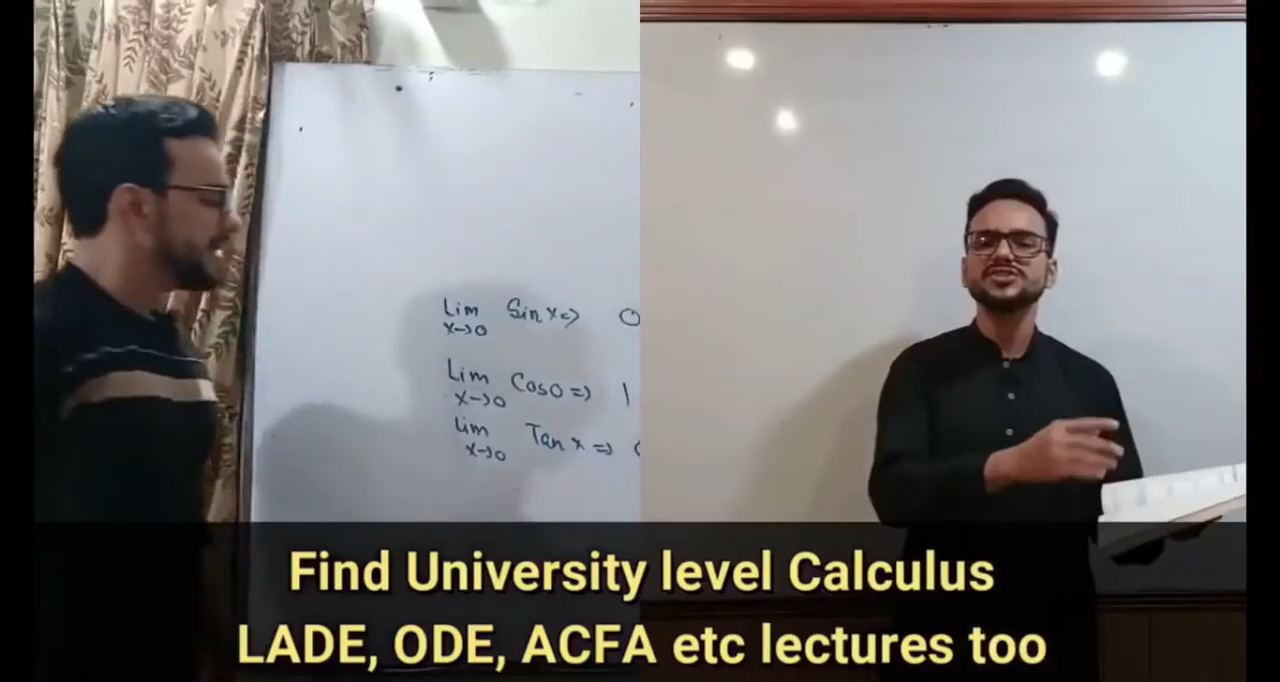 Lim Sin x => 0
x→0
Lim Cos0 => 1
x→0
Lim Tan x =>
x→0
Find University level Calculus
LADE, ODE, ACFA etc lectures too